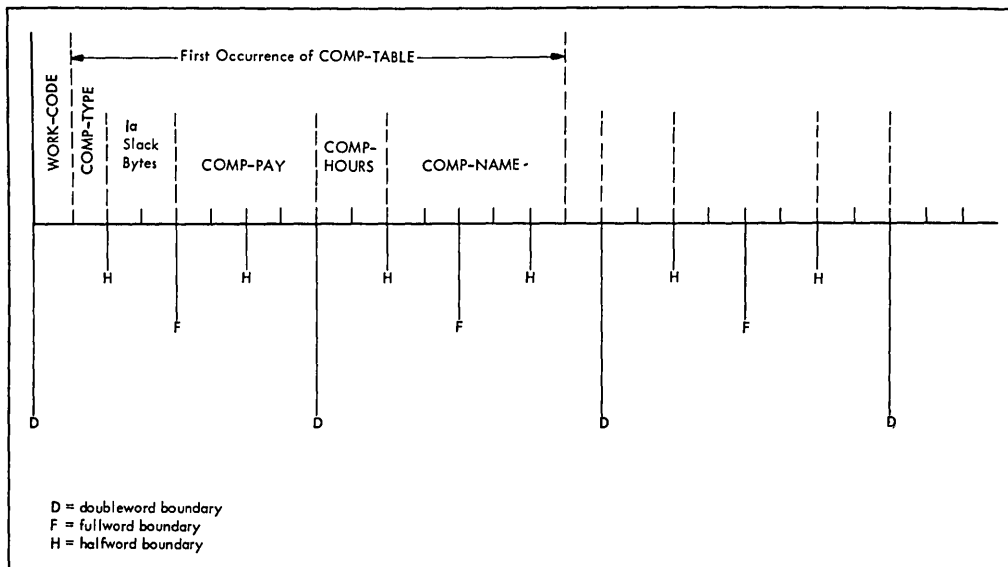 First Occurrence of COMP-TABLE
WORK-CODE
COMP-TYPE
Ia
Slack
Bytes
COMP-PAY
COMP-
HOURS
COMP-NAME
H
H
H
H
H
H
F
F
F
D
D
D
D
D = doubleword boundary
F = fullword boundary
H = halfword boundary